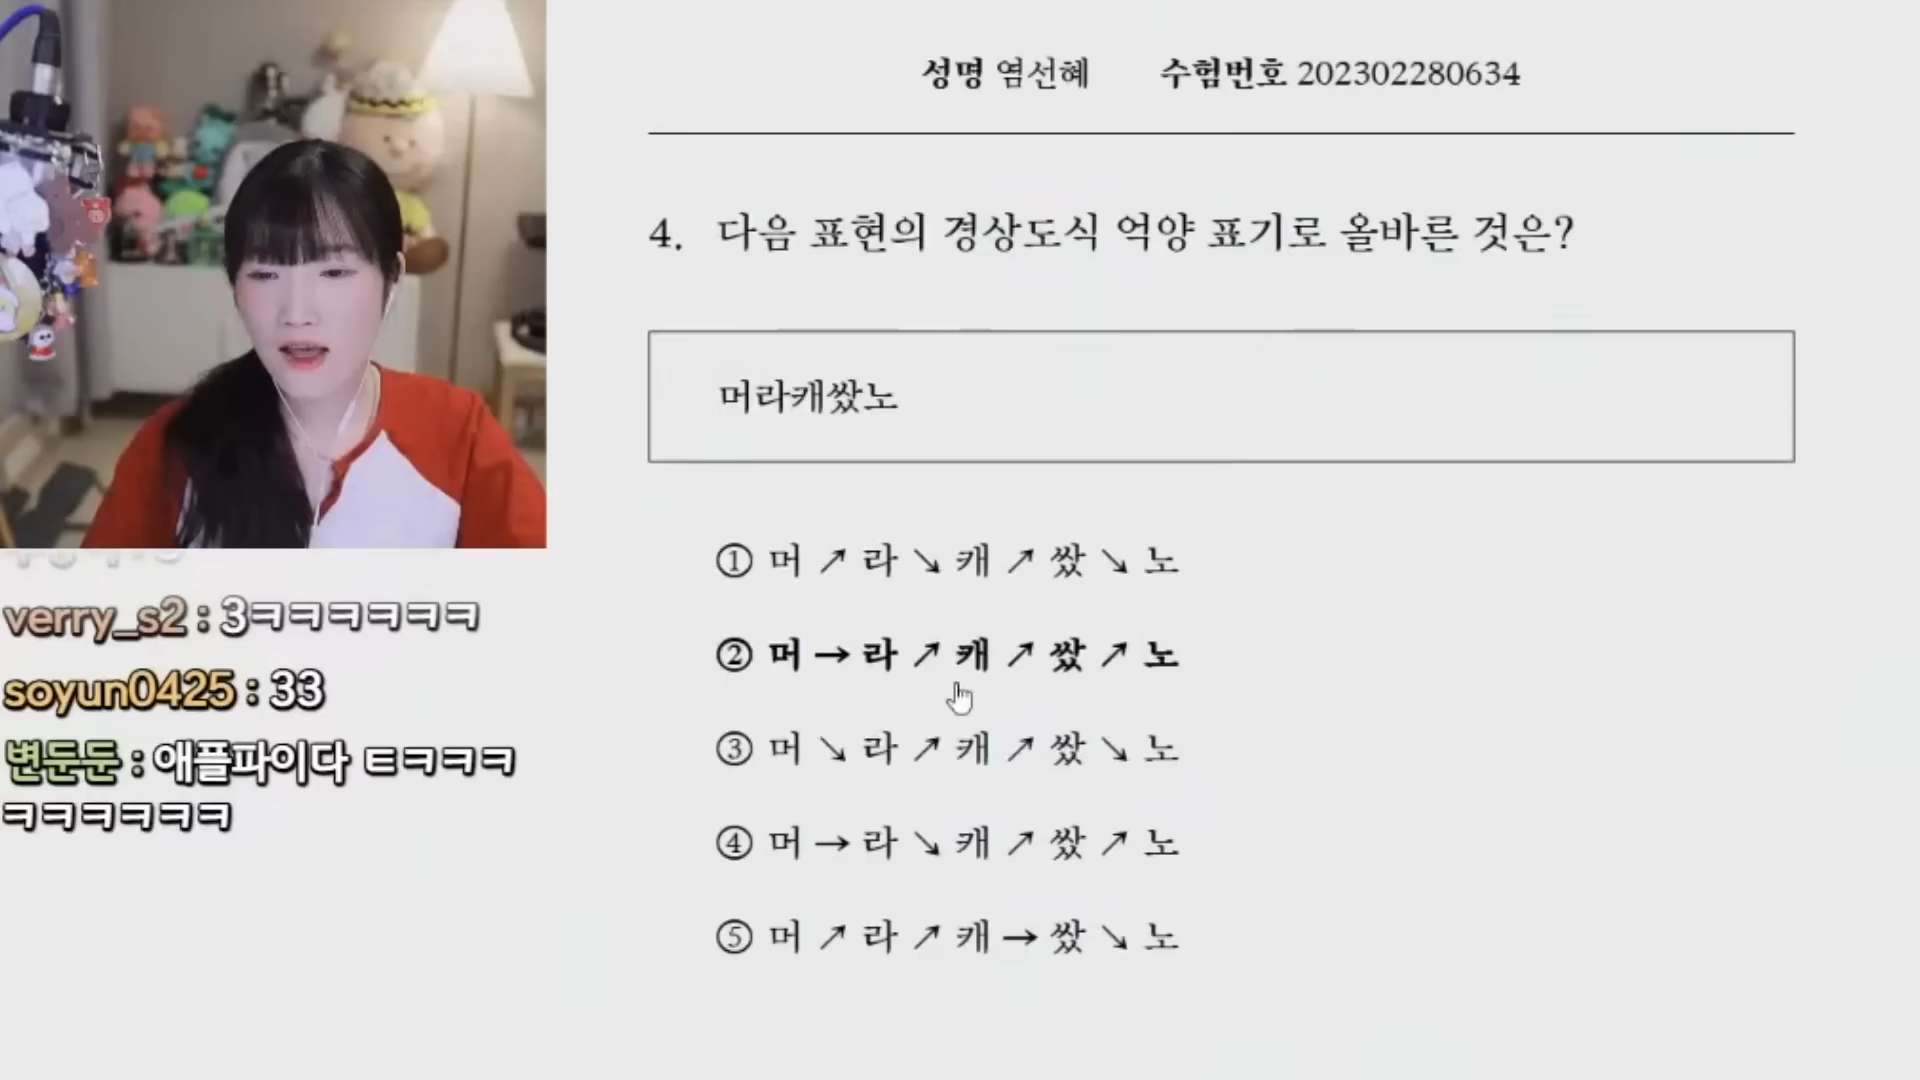 성명 염선혜 수험번호 202302280634
4. 다음 표현의 경상도식 억양 표기로 올바른 것은?
머라캐쌌노
① 머 ↗ 라 ↘ 캐 ↗ 쌌 ↘ 노
② 머 → 라 ↗ 캐 ↗ 쌌 ↗ 노
③ 머 ↘ 라 ↗ 캐 ↗ 쌌 ↘ 노
④ 머 → 라 ↘ 캐 ↗ 쌌 ↗ 노
⑤ 머 ↗ 라 ↗ 캐 → 쌌 ↘ 노
verry_s2 : 3ㅋㅋㅋㅋㅋㅋ
soyun0425 : 33
변둔둔 : 애플파이다 ㅌㅋㅋㅋ
ㅋㅋㅋㅋㅋㅋ